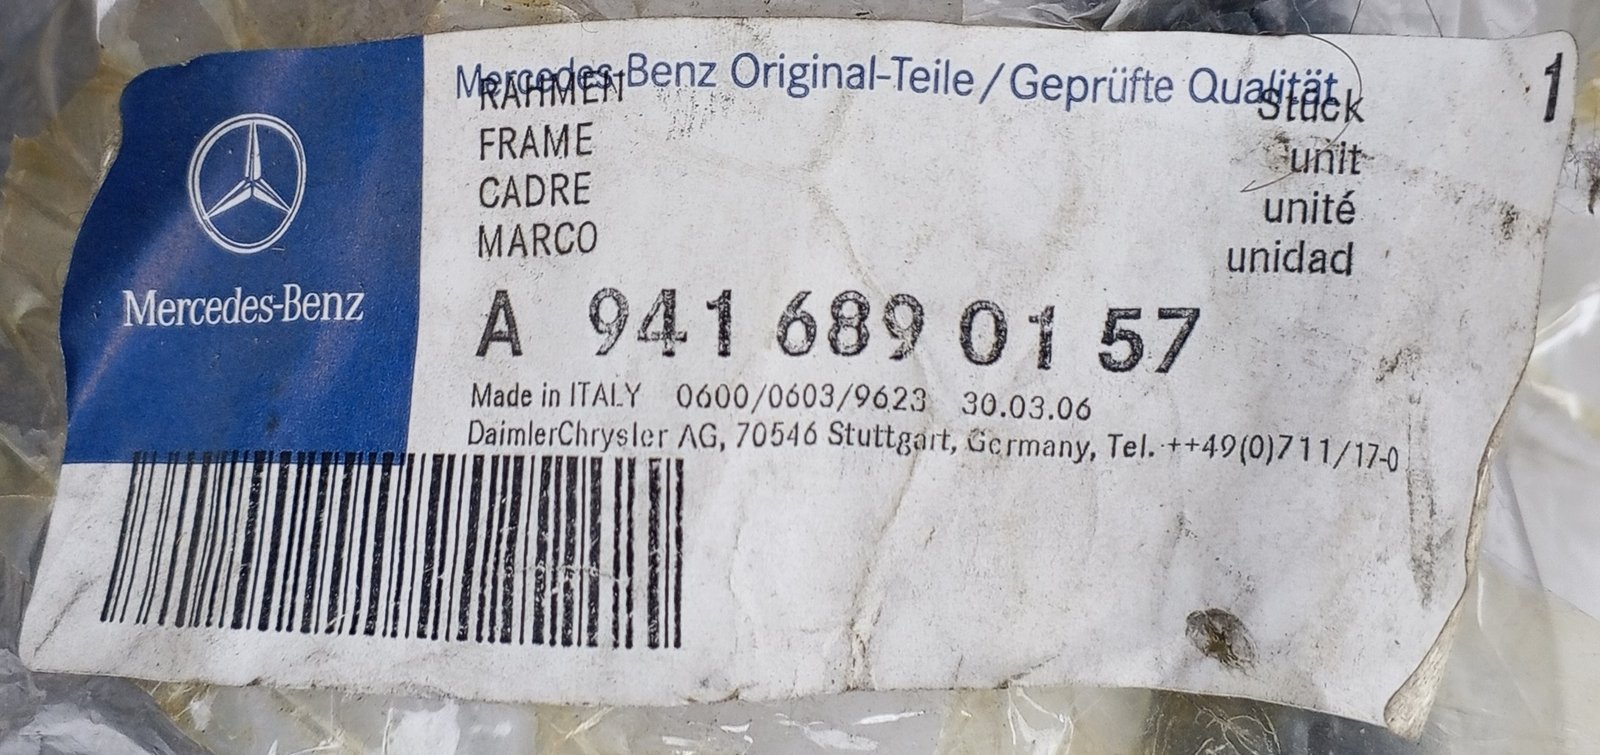 Mercedes-Benz Original-Teile/Geprüfte Qualität
RAHMEN Stück 1
FRAME unit
CADRE unité
MARCO unidad
Mercedes-Benz
A 941 689 01 57
Made in ITALY 0600/0603/9623 30.03.06
DaimlerChrysler AG, 70546 Stuttgart, Germany, Tel. ++49(0)711/17-0